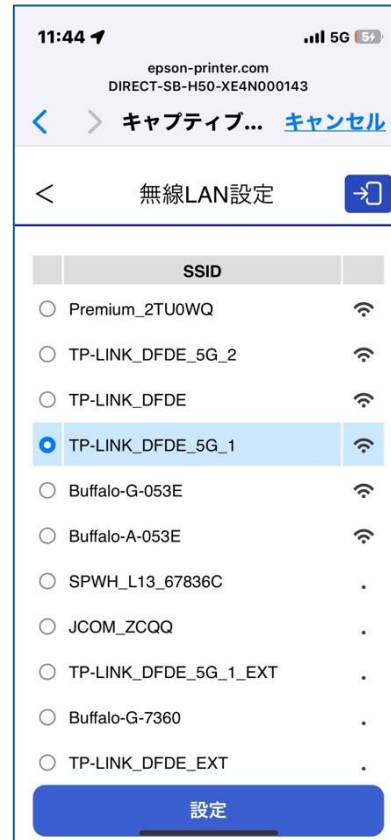 11:44
5G 5
epson-printer.com
DIRECT-SB-H50-XE4N000143
キャプティブ... キャンセル
< 無線LAN設定
SSID
Premium_2TU0WQ
TP-LINK_DFDE_5G_2
TP-LINK_DFDE
TP-LINK_DFDE_5G_1
Buffalo-G-053E
Buffalo-A-053E
SPWH_L13_67836C
JCOM_ZCQQ
TP-LINK_DFDE_5G_1_EXT
Buffalo-G-7360
TP-LINK_DFDE_EXT
設定